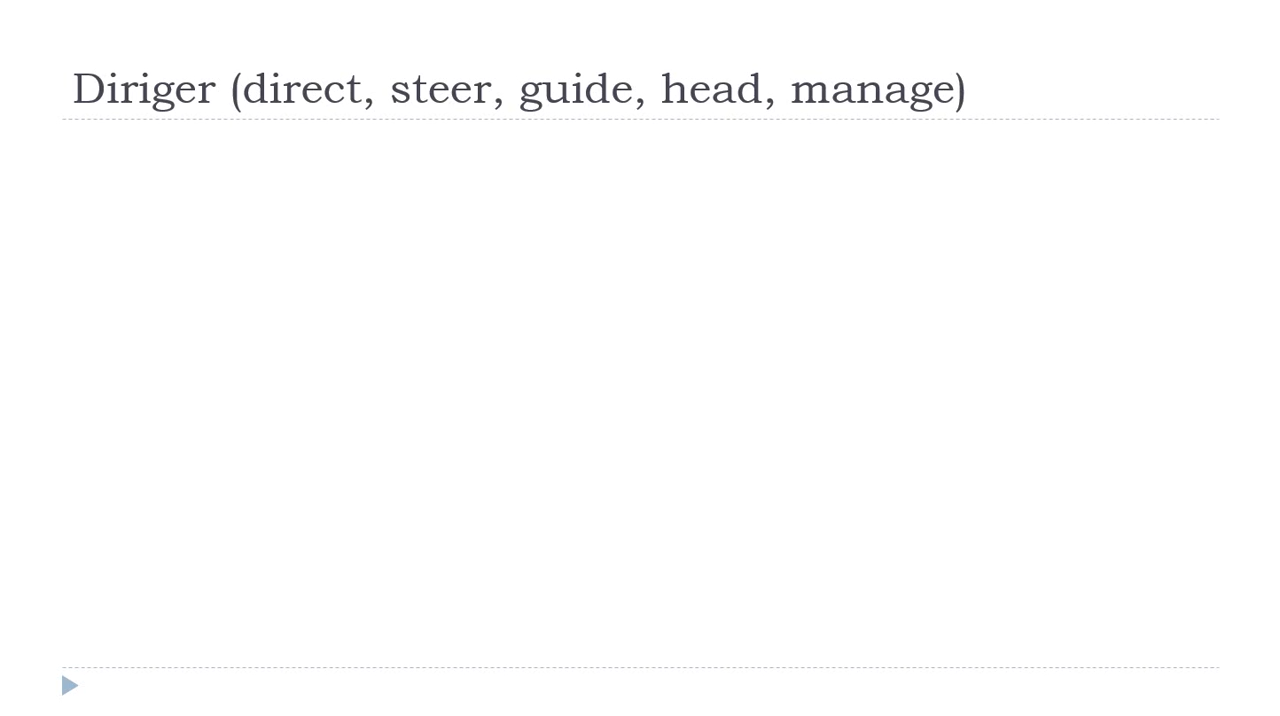 Diriger (direct, steer, guide, head, manage)